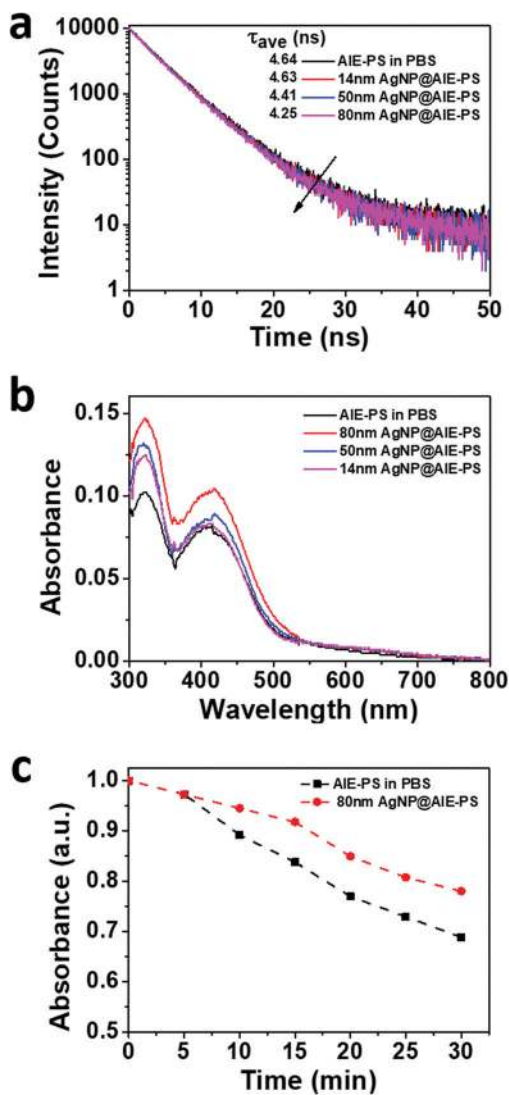 a
τave (ns)
4.64 AIE-PS in PBS
4.63 14nm AgNP@AIE-PS
4.41 50nm AgNP@AIE-PS
4.25 80nm AgNP@AIE-PS
10000
1000
100
10
1
Intensity (Counts)
0 10 20 30 40 50
Time (ns)
b
AIE-PS in PBS
80nm AgNP@AIE-PS
50nm AgNP@AIE-PS
14nm AgNP@AIE-PS
0.15
0.10
0.05
0.00
Absorbance
300 400 500 600 700 800
Wavelength (nm)
c
AIE-PS in PBS
80nm AgNP@AIE-PS
1.0
0.9
0.8
0.7
0.6
0.5
Absorbance (a.u.)
0 5 10 15 20 25 30
Time (min)